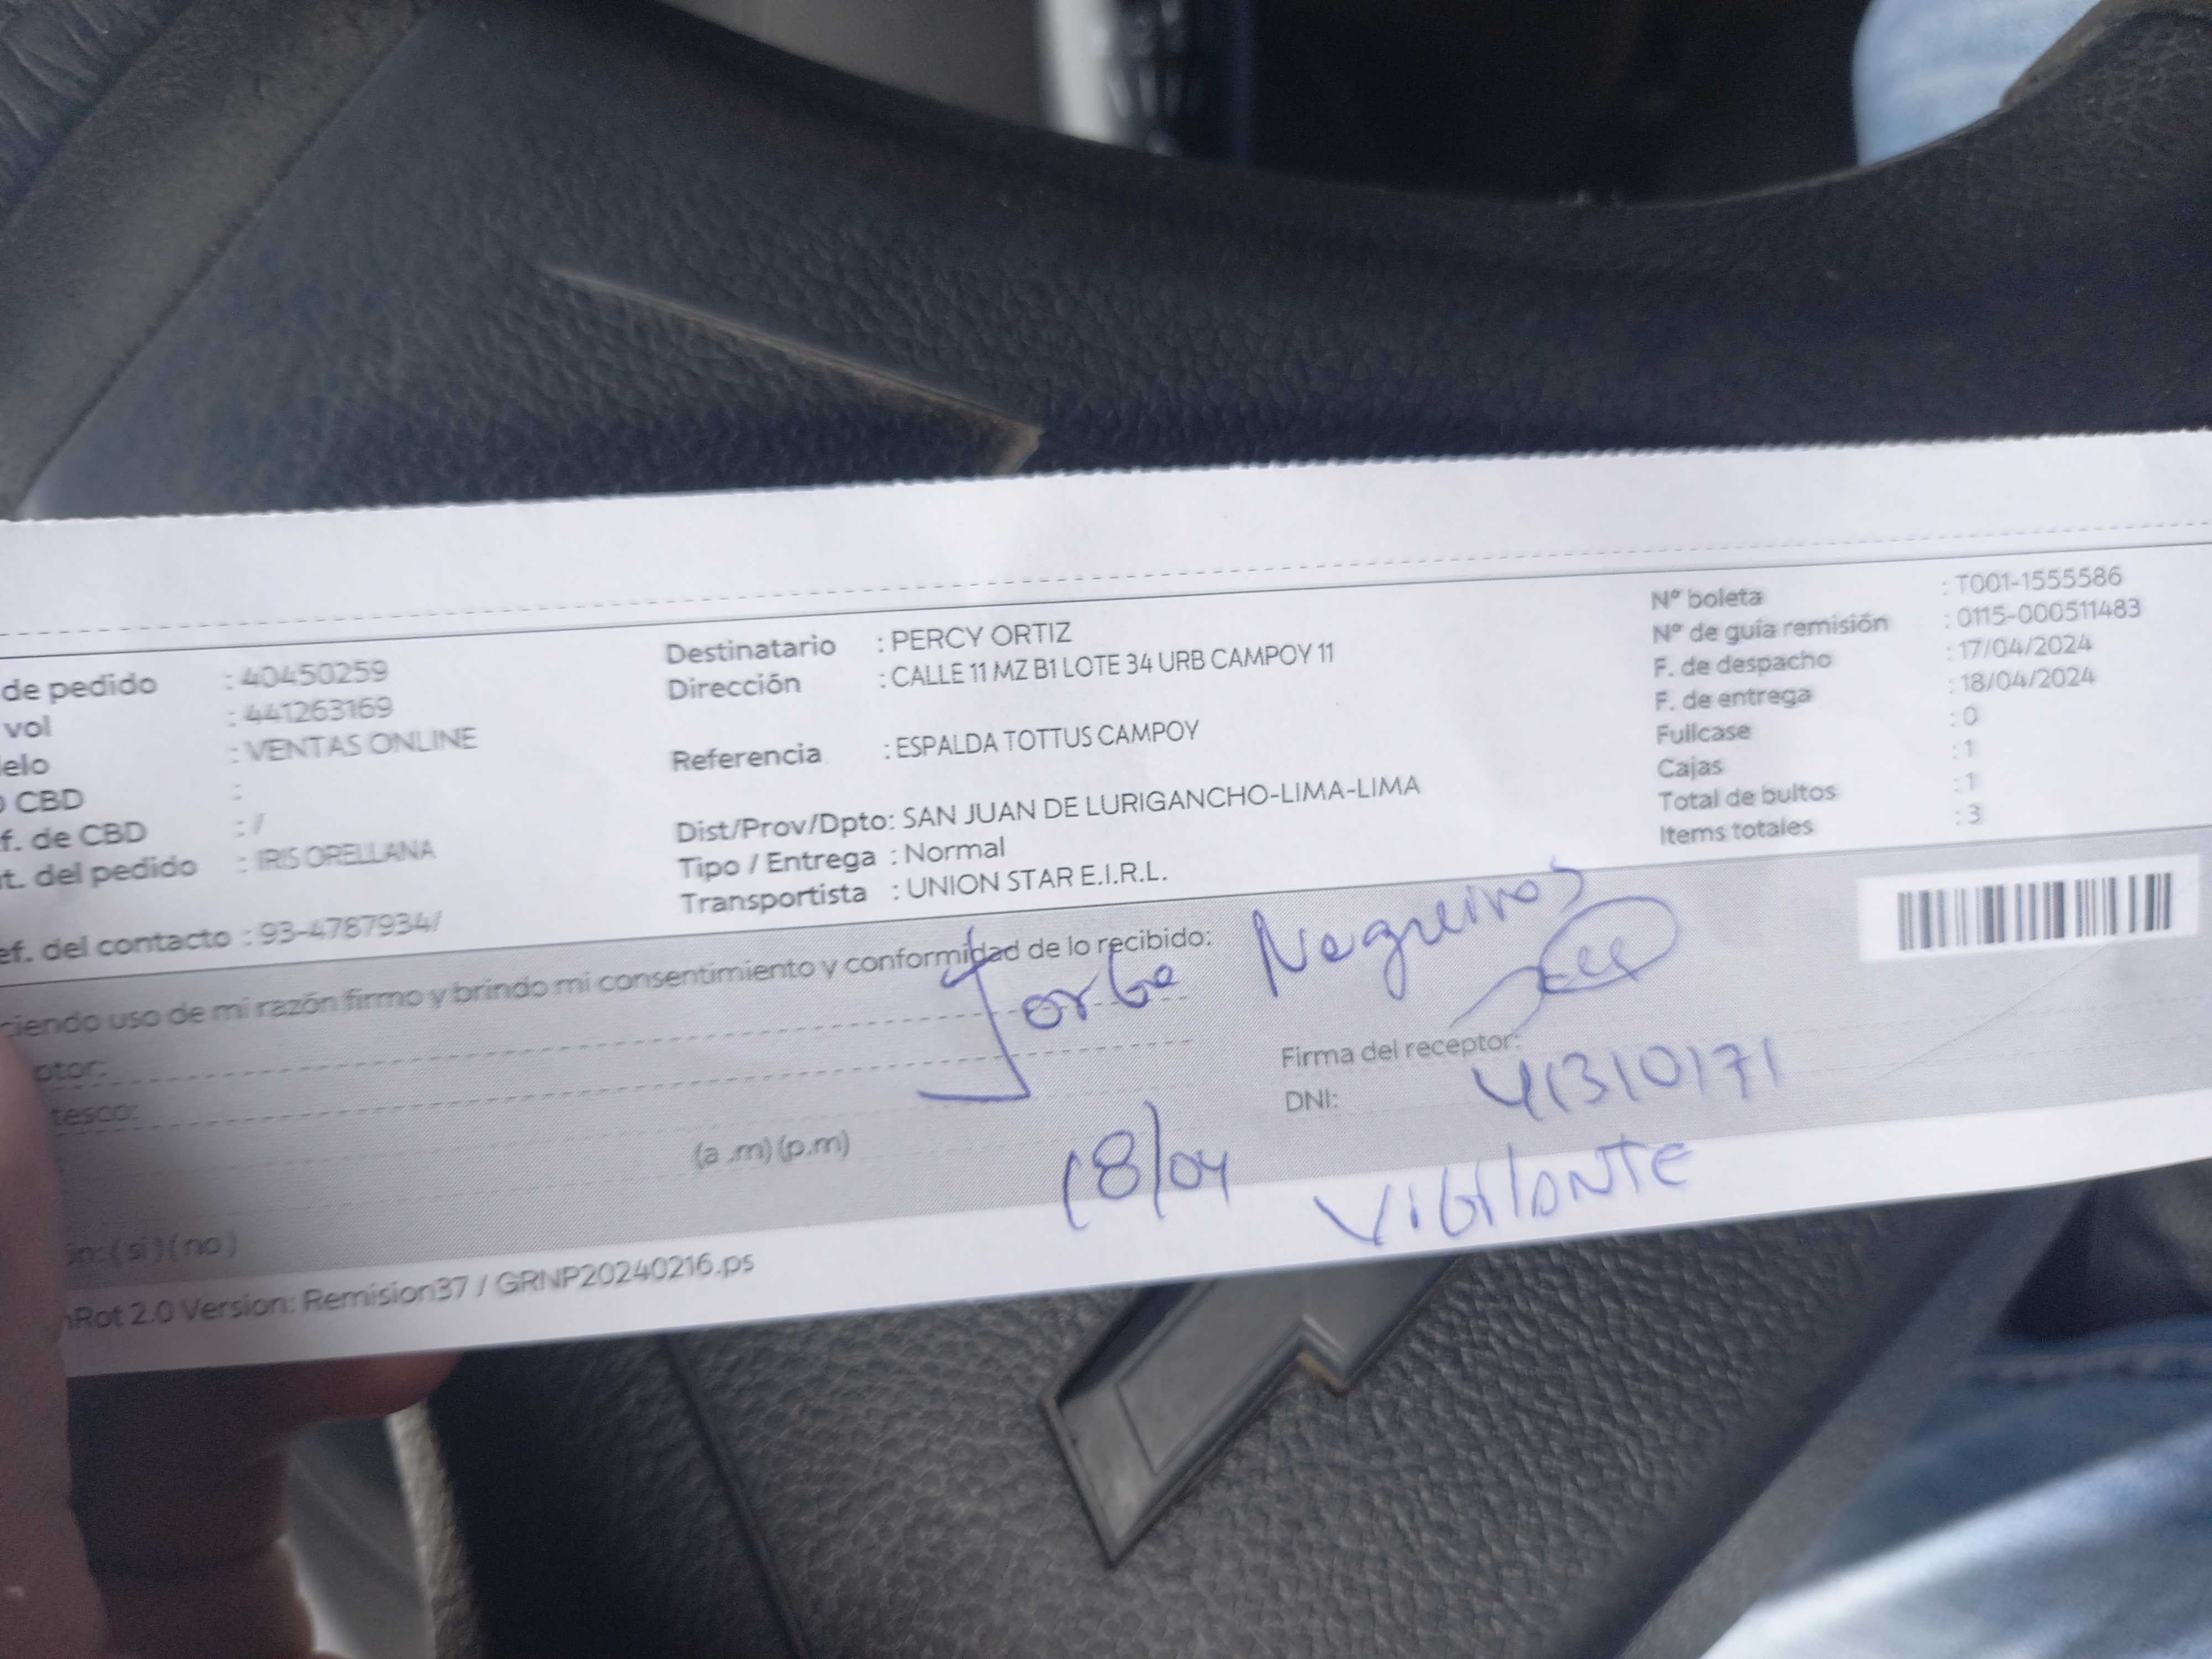 de pedido : 40450259
vol : 441263169
elo : VENTAS ONLINE
CBD :
f. de CBD : /
t. del pedido : IRIS ORELLANA
ef. del contacto : 93-4787934/
Destinatario : PERCY ORTIZ
Dirección : CALLE 11 MZ B1 LOTE 34 URB CAMPOY 11
Referencia : ESPALDA TOTTUS CAMPOY
Dist/Prov/Dpto: SAN JUAN DE LURIGANCHO-LIMA-LIMA
Tipo / Entrega : Normal
Transportista : UNION STAR E.I.R.L.
Nº boleta : T001-1555586
Nº de guía remisión : 0115-000511483
F. de despacho : 17/04/2024
F. de entrega : 18/04/2024
Fullcase : 0
Cajas : 1
Total de bultos : 1
Items totales : 3
ciendo uso de mi razón firmo y brindo mi consentimiento y conformidad de lo recibido:
Jorge Negreiros
ptor:
Firma del receptor:
tesco:
DNI: 41310171
(a .m) (p.m)
18/04 VIGILANTE
ón: ( si ) ( no )
Rot 2.0 Version: Remision37 / GRNP20240216.ps